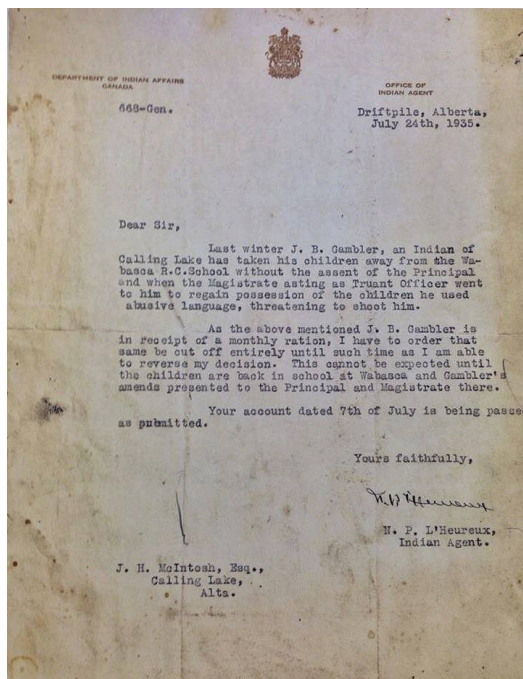 DEPARTMENT OF INDIAN AFFAIRS
CANADA
OFFICE OF
INDIAN AGENT
668-Gen.
Driftpile, Alberta,
July 24th, 1935.
Dear Sir,
Last winter J. B. Gambler, an Indian of
Calling Lake has taken his children away from the Wa-
basca R.C.School without the assent of the Principal
and when the Magistrate acting as Truant Officer went
to him to regain possession of the children he used
abusive language, threatening to shoot him.
As the above mentioned J. B. Gambler is
in receipt of a monthly ration, I have to order that
same be cut off entirely until such time as I am able
to reverse my decision. This cannot be expected until
the children are back in school at Wabasca and Gambler's
amends presented to the Principal and Magistrate there.
Your account dated 7th of July is being passe
as submitted.
Yours faithfully,
N. P. L'Heureux
N. P. L'Heureux,
Indian Agent.
J. H. McIntosh, Esq.,
Calling Lake,
Alta.